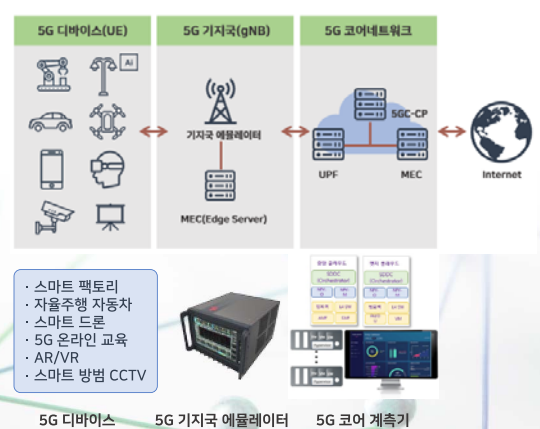 5G 디바이스(UE)
5G 기지국(gNB)
5G 코어네트워크
Ai
기지국 에뮬레이터
MEC(Edge Server)
5GC-CP
UPF
MEC
Internet
· 스마트 팩토리
· 자율주행 자동차
· 스마트 드론
· 5G 온라인 교육
· AR/VR
· 스마트 방범 CCTV
SDDC
(Orchestrator)
SDDC
(Orchestrator)
5G 디바이스
5G 기지국 에뮬레이터
5G 코어 계측기